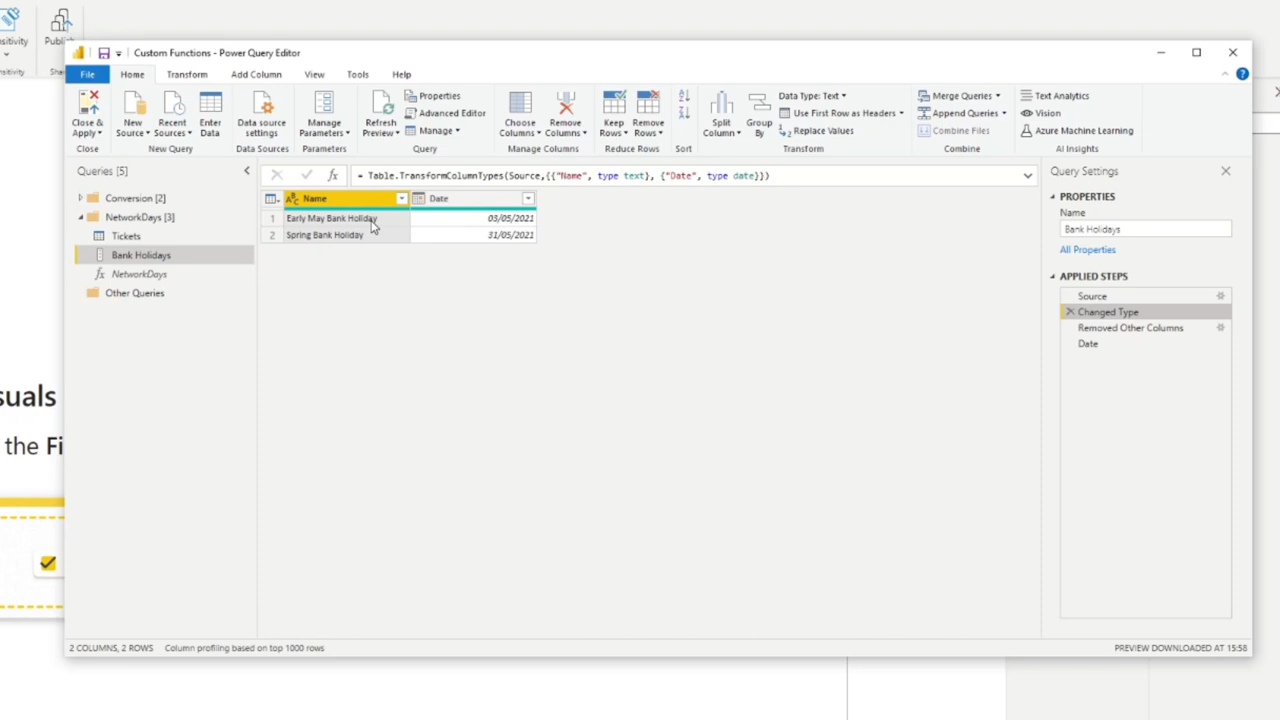 sitivity
Publi
sitivity
Sha
suals
the Fi
Custom Functions - Power Query Editor
File Home Transform Add Column View Tools Help
Close & Apply
Close
New Source
Recent Sources
Enter Data
New Query
Data source settings
Data Sources
Manage Parameters
Parameters
Refresh Preview
Properties
Advanced Editor
Manage
Query
Choose Columns
Remove Columns
Manage Columns
Keep Rows
Remove Rows
Reduce Rows
Sort
Split Column
Group By
Data Type: Text
Use First Row as Headers
Replace Values
Transform
Merge Queries
Append Queries
Combine Files
Combine
Text Analytics
Vision
Azure Machine Learning
AI Insights
Queries [5]
Conversion [2]
NetworkDays [3]
Tickets
Bank Holidays
NetworkDays
Other Queries
= Table.TransformColumnTypes(Source,{{"Name", type text}, {"Date", type date}})
Name Date
1 Early May Bank Holiday 03/05/2021
2 Spring Bank Holiday 31/05/2021
Query Settings
PROPERTIES
Name
Bank Holidays
All Properties
APPLIED STEPS
Source
Changed Type
Removed Other Columns
Date
2 COLUMNS, 2 ROWS Column profiling based on top 1000 rows
PREVIEW DOWNLOADED AT 15:58